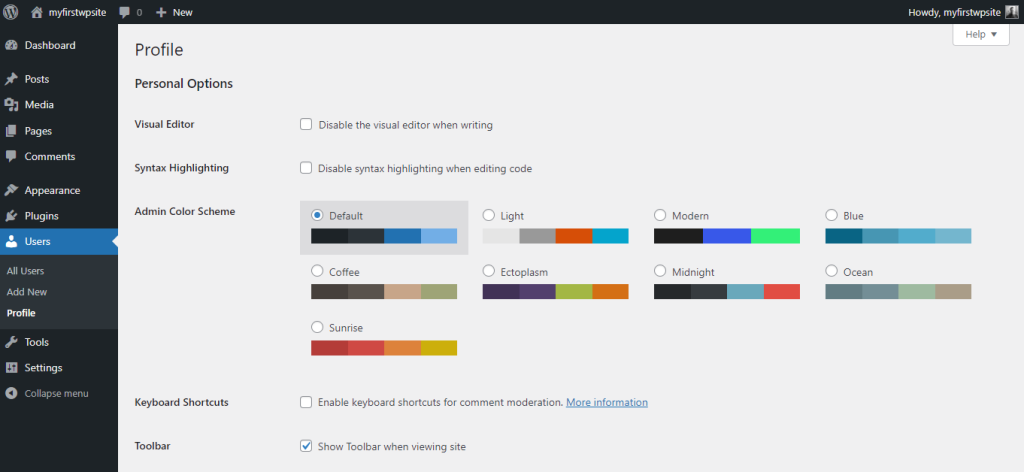 myfirstwpsite 0 New Howdy, myfirstwpsite
Help
Dashboard
Posts
Media
Pages
Comments
Appearance
Plugins
Users
All Users
Add New
Profile
Tools
Settings
Collapse menu
Profile
Personal Options
Visual Editor Disable the visual editor when writing
Syntax Highlighting Disable syntax highlighting when editing code
Admin Color Scheme Default Light Modern Blue
Coffee Ectoplasm Midnight Ocean
Sunrise
Keyboard Shortcuts Enable keyboard shortcuts for comment moderation. More information
Toolbar Show Toolbar when viewing site